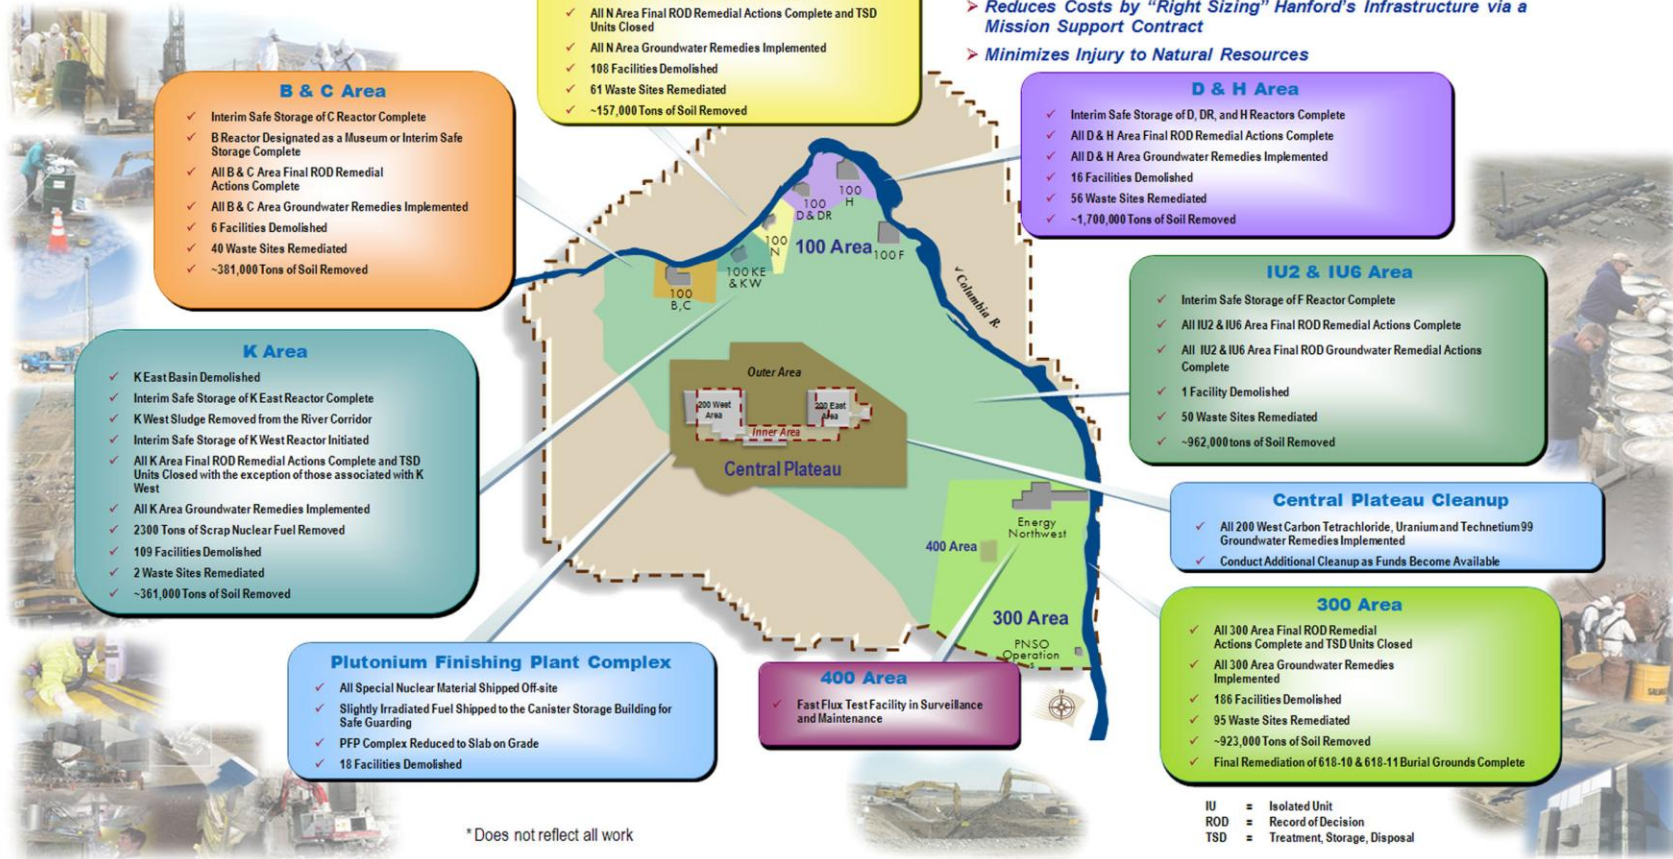 ➢ Reduces Costs by “Right Sizing” Hanford’s Infrastructure via a
Mission Support Contract
➢ Minimizes Injury to Natural Resources
✓ All N Area Final ROD Remedial Actions Complete and TSD
Units Closed
✓ All N Area Groundwater Remedies Implemented
✓ 108 Facilities Demolished
✓ 61 Waste Sites Remediated
✓ ~157,000 Tons of Soil Removed
B & C Area
✓ Interim Safe Storage of C Reactor Complete
✓ B Reactor Designated as a Museum or Interim Safe
Storage Complete
✓ All B & C Area Final ROD Remedial
Actions Complete
✓ All B & C Area Groundwater Remedies Implemented
✓ 6 Facilities Demolished
✓ 40 Waste Sites Remediated
✓ ~381,000 Tons of Soil Removed
D & H Area
✓ Interim Safe Storage of D, DR, and H Reactors Complete
✓ All D & H Area Final ROD Remedial Actions Complete
✓ All D & H Area Groundwater Remedies Implemented
✓ 16 Facilities Demolished
✓ 56 Waste Sites Remediated
✓ ~1,700,000 Tons of Soil Removed
100
H
100
D & DR
100
N
100 Area
100 F
100 KE
& KW
100
B,C
✓ Columbia R.
IU2 & IU6 Area
✓ Interim Safe Storage of F Reactor Complete
✓ All IU2 & IU6 Area Final ROD Remedial Actions Complete
✓ All IU2 & IU6 Area Final ROD Groundwater Remedial Actions
Complete
✓ 1 Facility Demolished
✓ 50 Waste Sites Remediated
✓ ~962,000 tons of Soil Removed
K Area
✓ K East Basin Demolished
✓ Interim Safe Storage of K East Reactor Complete
✓ K West Sludge Removed from the River Corridor
✓ Interim Safe Storage of K West Reactor Initiated
✓ All K Area Final ROD Remedial Actions Complete and TSD
Units Closed with the exception of those associated with K
West
✓ All K Area Groundwater Remedies Implemented
✓ 2300 Tons of Scrap Nuclear Fuel Removed
✓ 109 Facilities Demolished
✓ 2 Waste Sites Remediated
✓ ~361,000 Tons of Soil Removed
Outer Area
200 West
Area
200 East
Area
Inner Area
Central Plateau
Central Plateau Cleanup
✓ All 200 West Carbon Tetrachloride, Uranium and Technetium 99
Groundwater Remedies Implemented
✓ Conduct Additional Cleanup as Funds Become Available
Energy
Northwest
400 Area
300 Area
PNSO
Operation
300 Area
✓ All 300 Area Final ROD Remedial
Actions Complete and TSD Units Closed
✓ All 300 Area Groundwater Remedies
Implemented
✓ 186 Facilities Demolished
✓ 95 Waste Sites Remediated
✓ ~923,000 Tons of Soil Removed
✓ Final Remediation of 618-10 & 618-11 Burial Grounds Complete
Plutonium Finishing Plant Complex
✓ All Special Nuclear Material Shipped Off-site
✓ Slightly Irradiated Fuel Shipped to the Canister Storage Building for
Safe Guarding
✓ PFP Complex Reduced to Slab on Grade
✓ 18 Facilities Demolished
400 Area
✓ Fast Flux Test Facility in Surveillance
and Maintenance
N
IU = Isolated Unit
ROD = Record of Decision
TSD = Treatment, Storage, Disposal
* Does not reflect all work